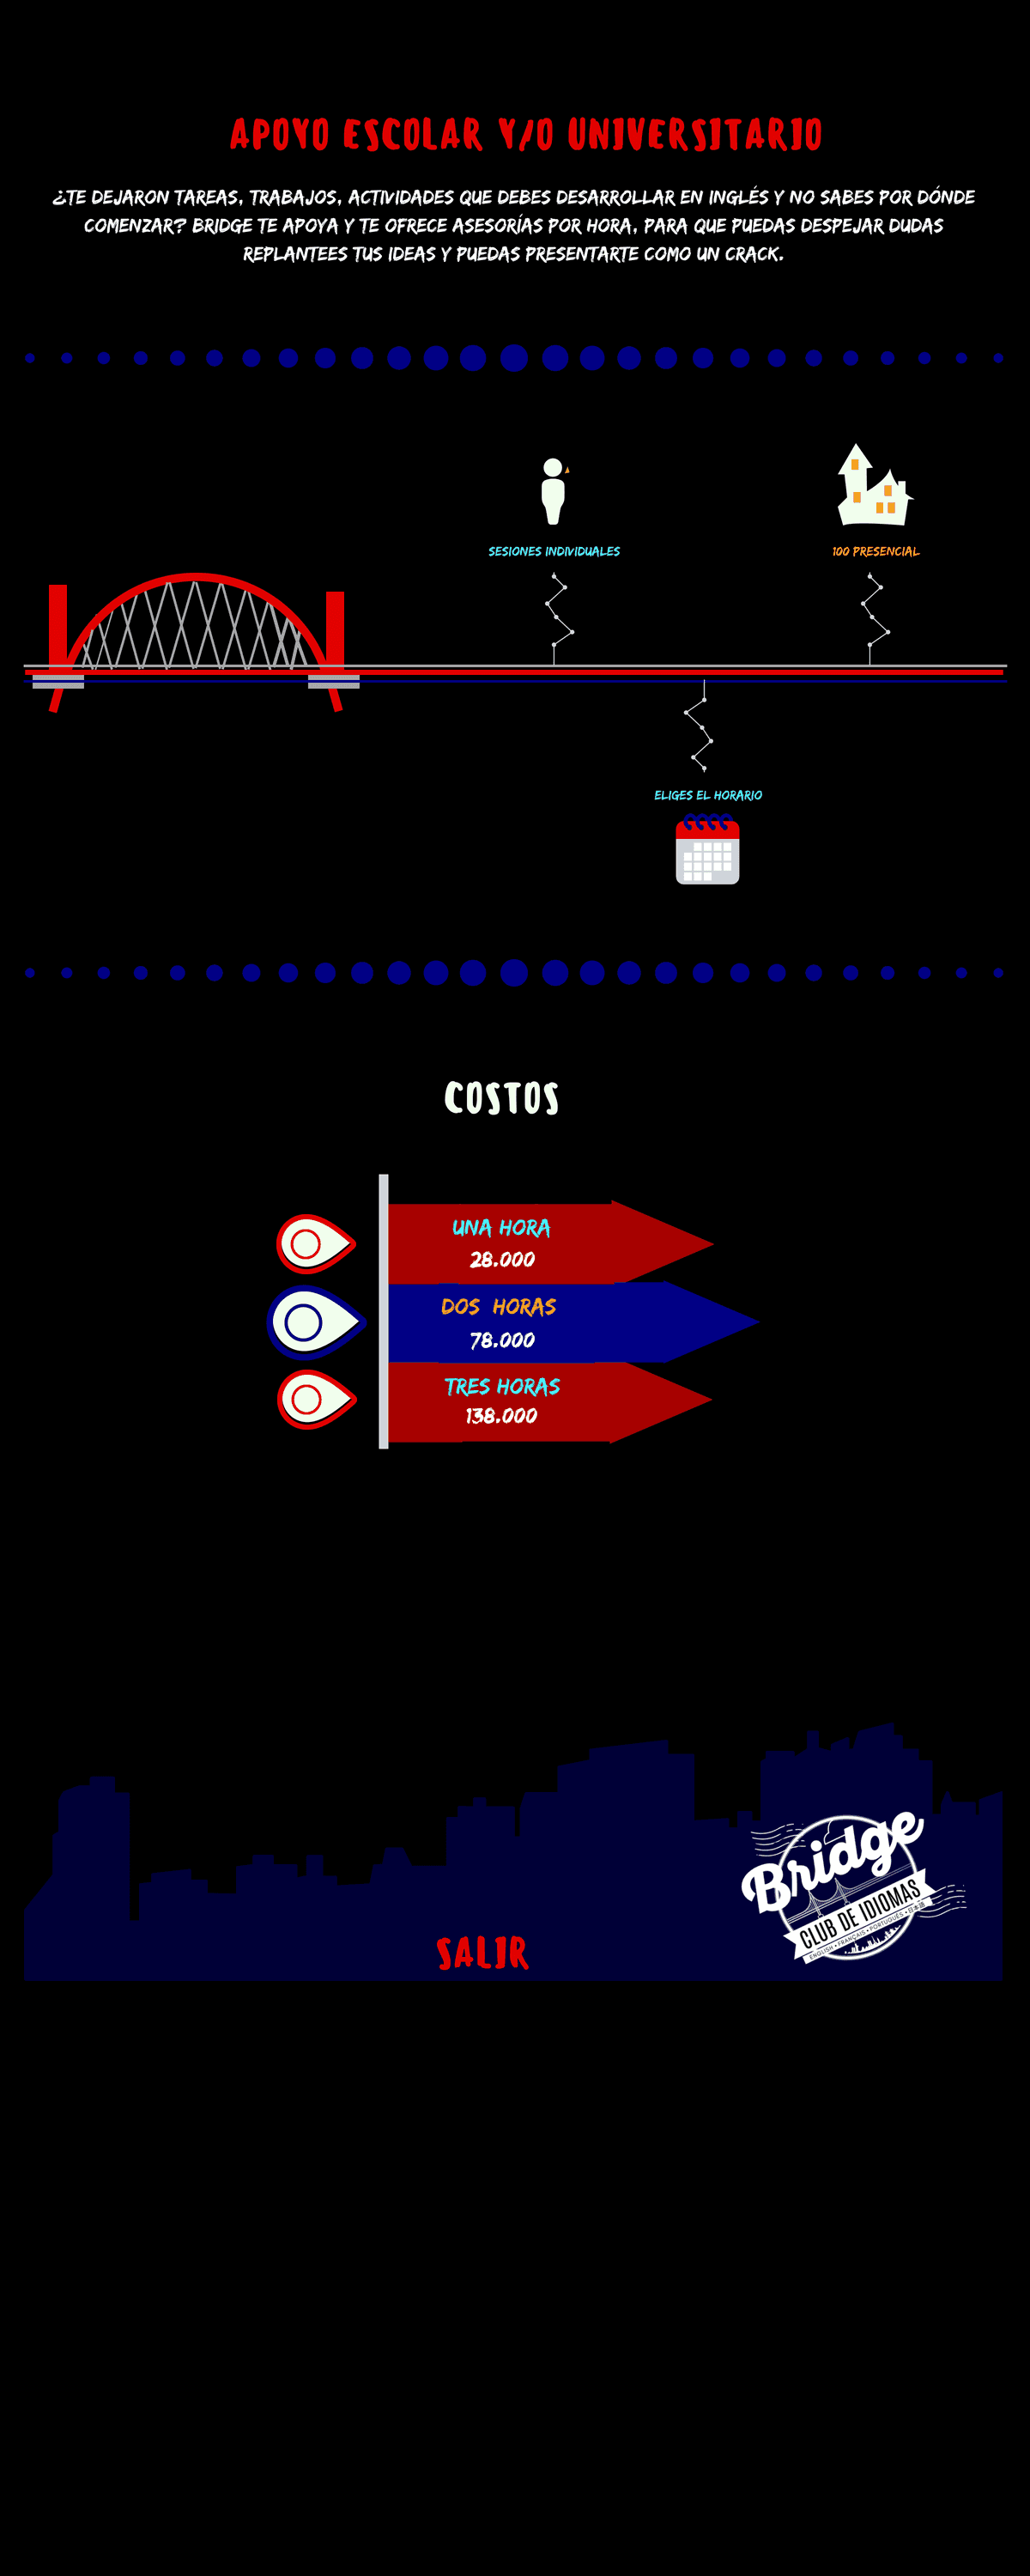 APOYO ESCOLAR Y/O UNIVERSITARIO
¿TE DEJARON TAREAS, TRABAJOS, ACTIVIDADES QUE DEBES DESARROLLAR EN INGLÉS Y NO SABES POR DÓNDE
COMENZAR? BRIDGE TE APOYA Y TE OFRECE ASESORÍAS POR HORA, PARA QUE PUEDAS DESPEJAR DUDAS
REPLANTEES TUS IDEAS Y PUEDAS PRESENTARTE COMO UN CRACK.
SESIONES INDIVIDUALES
100 PRESENCIAL
ELIGES EL HORARIO
COSTOS
UNA HORA
28.000
DOS HORAS
78.000
TRES HORAS
138.000
Bridge
CLUB DE IDIOMAS
ENGLISH • FRANÇAIS • PORTUGUÊS •
SALIR